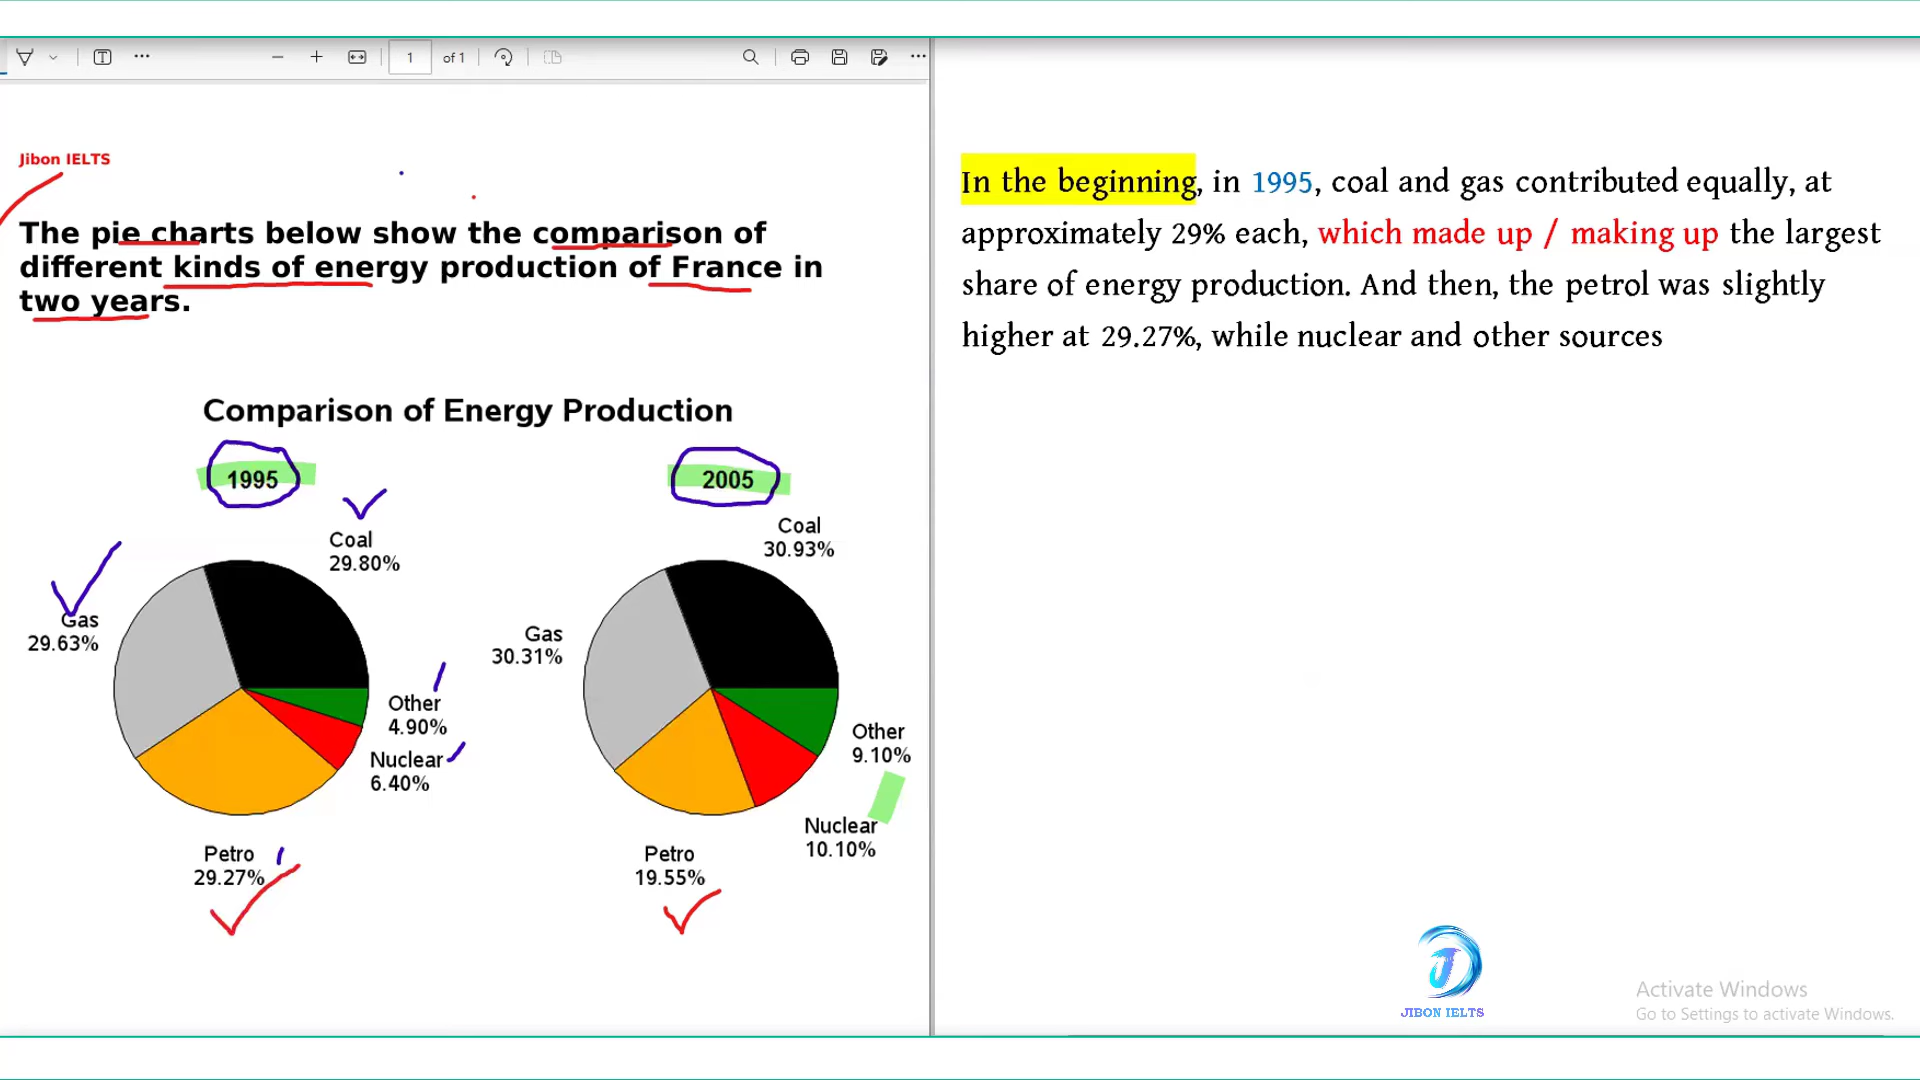 1
of 1
Jibon IELTS
The pie charts below show the comparison of
different kinds of energy production of France in
two years.
Comparison of Energy Production
1995
Coal
29.80%
Gas
29.63%
Other
4.90%
Nuclear
6.40%
Petro
29.27%
2005
Coal
30.93%
Gas
30.31%
Other
9.10%
Nuclear
10.10%
Petro
19.55%
In the beginning, in 1995, coal and gas contributed equally, at
approximately 29% each, which made up / making up the largest
share of energy production. And then, the petrol was slightly
higher at 29.27%, while nuclear and other sources
JIBON IELTS
Activate Windows
Go to Settings to activate Windows.